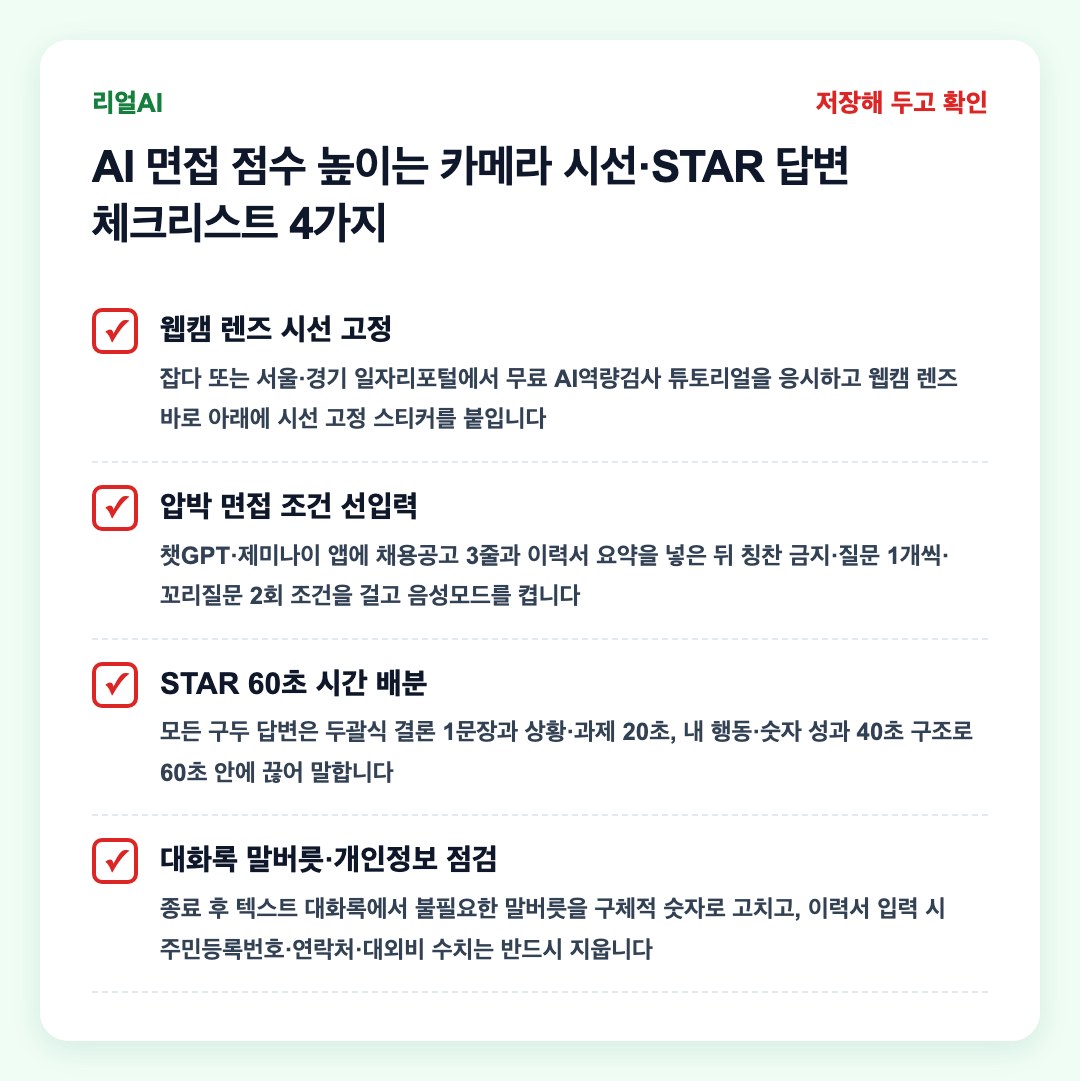 리얼AI
저장해 두고 확인
AI 면접 점수 높이는 카메라 시선·STAR 답변
체크리스트 4가지
웹캠 렌즈 시선 고정
잡다 또는 서울·경기 일자리포털에서 무료 AI역량검사 튜토리얼을 응시하고 웹캠 렌즈
바로 아래에 시선 고정 스티커를 붙입니다
압박 면접 조건 선입력
챗GPT·제미나이 앱에 채용공고 3줄과 이력서 요약을 넣은 뒤 칭찬 금지·질문 1개씩·
꼬리질문 2회 조건을 걸고 음성모드를 켭니다
STAR 60초 시간 배분
모든 구두 답변은 두괄식 결론 1문장과 상황·과제 20초, 내 행동·숫자 성과 40초 구조로
60초 안에 끊어 말합니다
대화록 말버릇·개인정보 점검
종료 후 텍스트 대화록에서 불필요한 말버릇을 구체적 숫자로 고치고, 이력서 입력 시
주민등록번호·연락처·대외비 수치는 반드시 지웁니다